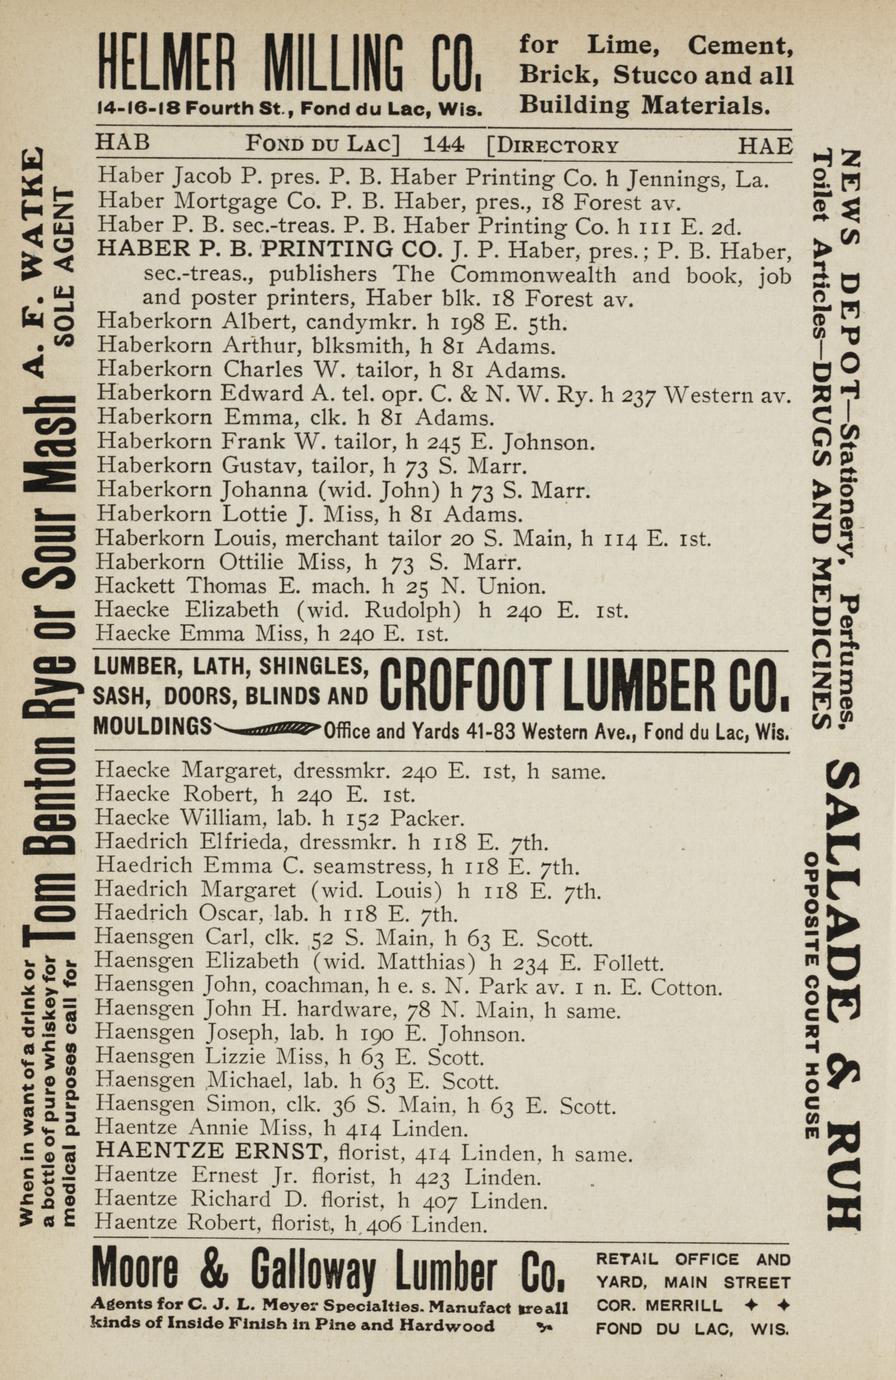 HELMER MILLING CO.
14-16-18 Fourth St., Fond du Lac, Wis.
for Lime, Cement,
Brick, Stucco and all
Building Materials.
HAB FOND DU LAC] 144 [DIRECTORY HAE
Haber Jacob P. pres. P. B. Haber Printing Co. h Jennings, La.
Haber Mortgage Co. P. B. Haber, pres., 18 Forest av.
Haber P. B. sec.-treas. P. B. Haber Printing Co. h 111 E. 2d.
HABER P. B. PRINTING CO. J. P. Haber, pres.; P. B. Haber,
sec.-treas., publishers The Commonwealth and book, job
and poster printers, Haber blk. 18 Forest av.
Haberkorn Albert, candymkr. h 198 E. 5th.
Haberkorn Arthur, blksmith, h 81 Adams.
Haberkorn Charles W. tailor, h 81 Adams.
Haberkorn Edward A. tel. opr. C. & N. W. Ry. h 237 Western av.
Haberkorn Emma, clk. h 81 Adams.
Haberkorn Frank W. tailor, h 245 E. Johnson.
Haberkorn Gustav, tailor, h 73 S. Marr.
Haberkorn Johanna (wid. John) h 73 S. Marr.
Haberkorn Lottie J. Miss, h 81 Adams.
Haberkorn Louis, merchant tailor 20 S. Main, h 114 E. 1st.
Haberkorn Ottilie Miss, h 73 S. Marr.
Hackett Thomas E. mach. h 25 N. Union.
Haecke Elizabeth (wid. Rudolph) h 240 E. 1st.
Haecke Emma Miss, h 240 E. 1st.
LUMBER, LATH, SHINGLES,
SASH, DOORS, BLINDS AND
MOULDINGS
CROFOOT LUMBER CO.
Office and Yards 41-83 Western Ave., Fond du Lac, Wis.
Haecke Margaret, dressmkr. 240 E. 1st, h same.
Haecke Robert, h 240 E. 1st.
Haecke William, lab. h 152 Packer.
Haedrich Elfrieda, dressmkr. h 118 E. 7th.
Haedrich Emma C. seamstress, h 118 E. 7th.
Haedrich Margaret (wid. Louis) h 118 E. 7th.
Haedrich Oscar, lab. h 118 E. 7th.
Haensgen Carl, clk. 52 S. Main, h 63 E. Scott.
Haensgen Elizabeth (wid. Matthias) h 234 E. Follett.
Haensgen John, coachman, h e. s. N. Park av. 1 n. E. Cotton.
Haensgen John H. hardware, 78 N. Main, h same.
Haensgen Joseph, lab. h 190 E. Johnson.
Haensgen Lizzie Miss, h 63 E. Scott.
Haensgen Michael, lab. h 63 E. Scott.
Haensgen Simon, clk. 36 S. Main, h 63 E. Scott.
Haentze Annie Miss, h 414 Linden.
HAENTZE ERNST, florist, 414 Linden, h same.
Haentze Ernest Jr. florist, h 423 Linden.
Haentze Richard D. florist, h 407 Linden.
Haentze Robert, florist, h 406 Linden.
Moore & Galloway Lumber Co.
Agents for C. J. L. Meyer Specialties. Manufacture all
kinds of Inside Finish in Pine and Hardwood
RETAIL OFFICE AND
YARD, MAIN STREET
COR. MERRILL
FOND DU LAC, WIS.
When in want of a drink or
a bottle of pure whiskey for
medical purposes call for
Tom Benton Rye or Sour Mash
A. F. WATKE
SOLE AGENT
NEWS DEPOT—Stationery, Perfumes,
Toilet Articles—DRUGS AND MEDICINES
SALLADE & RUH
OPPOSITE COURT HOUSE